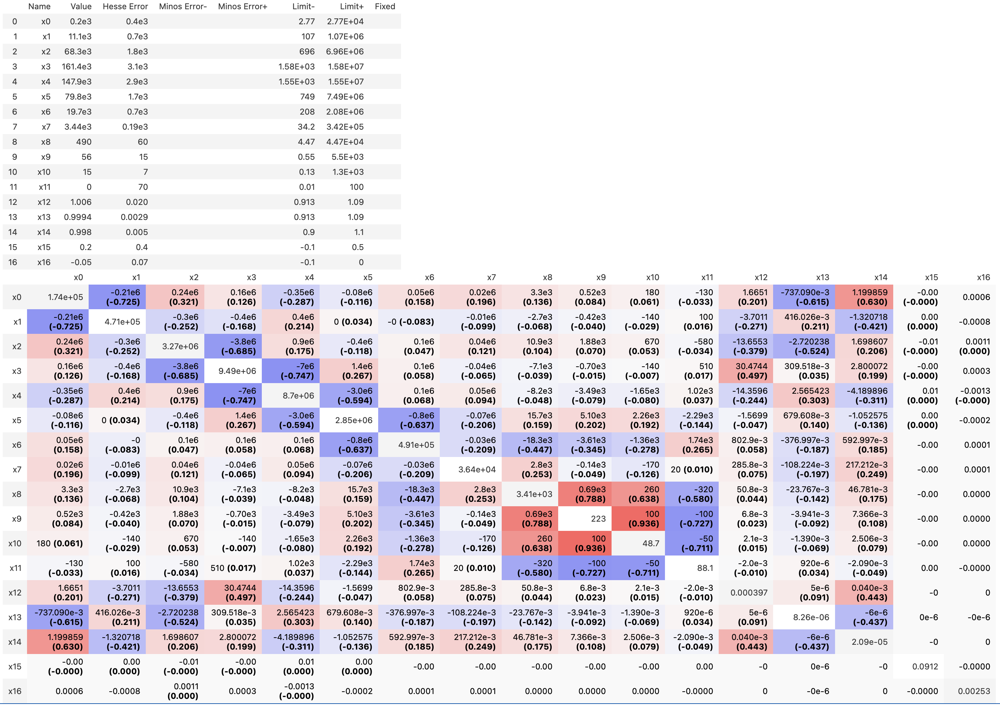 Name Value Hesse Error Minos Error- Minos Error+ Limit- Limit+ Fixed
0 x0 0.2e3 0.4e3 2.77 2.77E+04
1 x1 11.1e3 0.7e3 107 1.07E+06
2 x2 68.3e3 1.8e3 696 6.96E+06
3 x3 161.4e3 3.1e3 1.58E+03 1.58E+07
4 x4 147.9e3 2.9e3 1.55E+03 1.55E+07
5 x5 79.8e3 1.7e3 749 7.49E+06
6 x6 19.7e3 0.7e3 208 2.08E+06
7 x7 3.44e3 0.19e3 34.2 3.42E+05
8 x8 490 60 4.47 4.47E+04
9 x9 56 15 0.55 5.5E+03
10 x10 15 7 0.13 1.3E+03
11 x11 0 70 0.01 100
12 x12 1.006 0.020 0.913 1.09
13 x13 0.9994 0.0029 0.913 1.09
14 x14 0.998 0.005 0.9 1.1
15 x15 0.2 0.4 -0.1 0.5
16 x16 -0.05 0.07 -0.1 0
x0 x1 x2 x3 x4 x5 x6 x7 x8 x9 x10 x11 x12 x13 x14 x15 x16
x0 1.74e+05 -0.21e6 (-0.725) 0.24e6 (0.321) 0.16e6 (0.126) -0.35e6 (-0.287) -0.08e6 (-0.116) 0.05e6 (0.158) 0.02e6 (0.196) 3.3e3 (0.136) 0.52e3 (0.084) 180 (0.061) -130 (-0.033) 1.6651 (0.201) -737.090e-3 (-0.615) 1.199859 (0.630) -0.00 (-0.000) 0.0006
x1 -0.21e6 (-0.725) 4.71e+05 -0.3e6 (-0.252) -0.4e6 (-0.168) 0.4e6 (0.214) 0 (0.034) -0 (-0.083) -0.01e6 (-0.099) -2.7e3 (-0.068) -0.42e3 (-0.040) -140 (-0.029) 100 (0.016) -3.7011 (-0.271) 416.026e-3 (0.211) -1.320718 (-0.421) 0.00 (0.000) -0.0008
x2 0.24e6 (0.321) -0.3e6 (-0.252) 3.27e+06 -3.8e6 (-0.685) 0.9e6 (0.175) -0.4e6 (-0.118) 0.1e6 (0.047) 0.04e6 (0.121) 10.9e3 (0.104) 1.88e3 (0.070) 670 (0.053) -580 (-0.034) -13.6553 (-0.379) -2.720238 (-0.524) 1.698607 (0.206) -0.01 (-0.000) 0.0011 (0.000)
x3 0.16e6 (0.126) -0.4e6 (-0.168) -3.8e6 (-0.685) 9.49e+06 -7e6 (-0.747) 1.4e6 (0.267) 0.1e6 (0.058) -0.04e6 (-0.065) -7.1e3 (-0.039) -0.70e3 (-0.015) -140 (-0.007) 510 (0.017) 30.4744 (0.497) 309.518e-3 (0.035) 2.800072 (0.199) -0.00 (-0.000) 0.0003
x4 -0.35e6 (-0.287) 0.4e6 (0.214) 0.9e6 (0.175) -7e6 (-0.747) 8.7e+06 -3.0e6 (-0.594) 0.1e6 (0.068) 0.05e6 (0.094) -8.2e3 (-0.048) -3.49e3 (-0.079) -1.65e3 (-0.080) 1.02e3 (0.037) -14.3596 (-0.244) 2.565423 (0.303) -4.189896 (-0.311) 0.01 (0.000) -0.0013 (-0.000)
x5 -0.08e6 (-0.116) 0 (0.034) -0.4e6 (-0.118) 1.4e6 (0.267) -3.0e6 (-0.594) 2.85e+06 -0.8e6 (-0.637) -0.07e6 (-0.206) 15.7e3 (0.159) 5.10e3 (0.202) 2.26e3 (0.192) -2.29e3 (-0.144) -1.5699 (-0.047) 679.608e-3 (0.140) -1.052575 (-0.136) 0.00 (0.000) -0.0002
x6 0.05e6 (0.158) -0 (-0.083) 0.1e6 (0.047) 0.1e6 (0.058) 0.1e6 (0.068) -0.8e6 (-0.637) 4.91e+05 -0.03e6 (-0.209) -18.3e3 (-0.447) -3.61e3 (-0.345) -1.36e3 (-0.278) 1.74e3 (0.265) 802.9e-3 (0.058) -376.997e-3 (-0.187) 592.997e-3 (0.185) -0.00 0.0001
x7 0.02e6 (0.196) -0.01e6 (-0.099) 0.04e6 (0.121) -0.04e6 (-0.065) 0.05e6 (0.094) -0.07e6 (-0.206) -0.03e6 (-0.209) 3.64e+04 2.8e3 (0.253) -0.14e3 (-0.049) -170 (-0.126) 20 (0.010) 285.8e-3 (0.075) -108.224e-3 (-0.197) 217.212e-3 (0.249) -0.00 0.0001
x8 3.3e3 (0.136) -2.7e3 (-0.068) 10.9e3 (0.104) -7.1e3 (-0.039) -8.2e3 (-0.048) 15.7e3 (0.159) -18.3e3 (-0.447) 2.8e3 (0.253) 3.41e+03 0.69e3 (0.788) 260 (0.638) -320 (-0.580) 50.8e-3 (0.044) -23.767e-3 (-0.142) 46.781e-3 (0.175) -0.00 0.0000
x9 0.52e3 (0.084) -0.42e3 (-0.040) 1.88e3 (0.070) -0.70e3 (-0.015) -3.49e3 (-0.079) 5.10e3 (0.202) -3.61e3 (-0.345) -0.14e3 (-0.049) 0.69e3 (0.788) 223 100 (0.936) -100 (-0.727) 6.8e-3 (0.023) -3.941e-3 (-0.092) 7.366e-3 (0.108) -0.00 0.0000
x10 180 (0.061) -140 (-0.029) 670 (0.053) -140 (-0.007) -1.65e3 (-0.080) 2.26e3 (0.192) -1.36e3 (-0.278) -170 (-0.126) 260 (0.638) 100 (0.936) 48.7 -50 (-0.711) 2.1e-3 (0.015) -1.390e-3 (-0.069) 2.506e-3 (0.079) -0.00 0.0000
x11 -130 (-0.033) 100 (0.016) -580 (-0.034) 510 (0.017) 1.02e3 (0.037) -2.29e3 (-0.144) 1.74e3 (0.265) 20 (0.010) -320 (-0.580) -100 (-0.727) -50 (-0.711) 88.1 -2.0e-3 (-0.010) 920e-6 (0.034) -2.090e-3 (-0.049) 0.00 -0.0000
x12 1.6651 (0.201) -3.7011 (-0.271) -13.6553 (-0.379) 30.4744 (0.497) -14.3596 (-0.244) -1.5699 (-0.047) 802.9e-3 (0.058) 285.8e-3 (0.075) 50.8e-3 (0.044) 6.8e-3 (0.023) 2.1e-3 (0.015) -2.0e-3 (-0.010) 0.000397 5e-6 (0.091) 0.040e-3 (0.443) -0 0
x13 -737.090e-3 (-0.615) 416.026e-3 (0.211) -2.720238 (-0.524) 309.518e-3 (0.035) 2.565423 (0.303) 679.608e-3 (0.140) -376.997e-3 (-0.187) -108.224e-3 (-0.197) -23.767e-3 (-0.142) -3.941e-3 (-0.092) -1.390e-3 (-0.069) 920e-6 (0.034) 5e-6 (0.091) 8.26e-06 -6e-6 (-0.437) 0e-6 -0e-6
x14 1.199859 (0.630) -1.320718 (-0.421) 1.698607 (0.206) 2.800072 (0.199) -4.189896 (-0.311) -1.052575 (-0.136) 592.997e-3 (0.185) 217.212e-3 (0.249) 46.781e-3 (0.175) 7.366e-3 (0.108) 2.506e-3 (0.079) -2.090e-3 (-0.049) 0.040e-3 (0.443) -6e-6 (-0.437) 2.09e-05 -0 0
x15 -0.00 (-0.000) 0.00 (0.000) -0.01 (-0.000) -0.00 (-0.000) 0.01 (0.000) 0.00 (0.000) -0.00 -0.00 -0.00 -0.00 -0.00 0.00 -0 0e-6 -0 0.0912 -0.0000
x16 0.0006 -0.0008 0.0011 (0.000) 0.0003 -0.0013 (-0.000) -0.0002 0.0001 0.0001 0.0000 0.0000 0.0000 -0.0000 0 -0e-6 0 -0.0000 0.00253